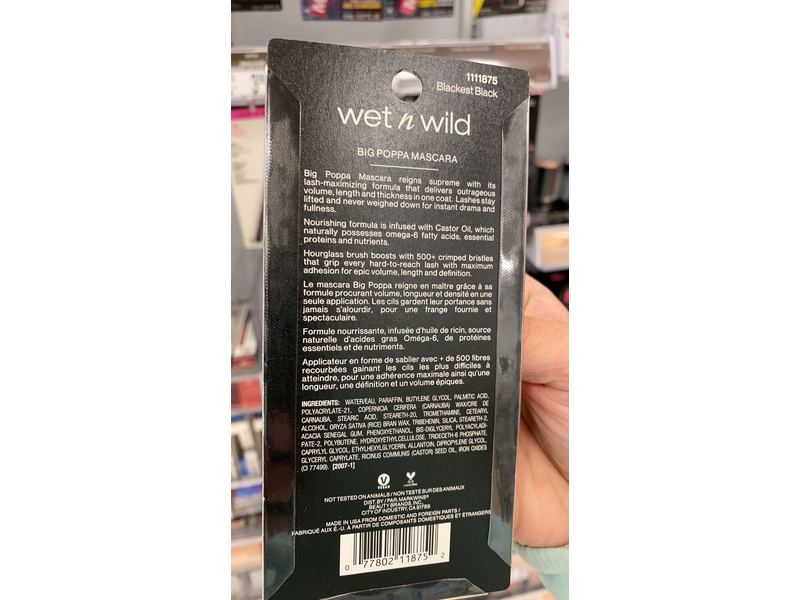 1111875
Blackest Black
wet n wild
BIG POPPA MASCARA
Big Poppa Mascara reigns supreme with its
lash-maximizing formula that delivers outrageous
volume, length and thickness in one coat. Lashes stay
lifted and never weighed down for instant drama and
fullness.
Nourishing formula is infused with Castor Oil, which
naturally possesses omega-6 fatty acids, essential
proteins and nutrients.
Hourglass brush boosts with 500+ crimped bristles
that grip every hard-to-reach lash with maximum
adhesion for epic volume, length and definition.
Le mascara Big Poppa reigne en maître grâce à sa
formule procurant volume, longueur et densité en une
seule application. Les cils gardent leur portance sans
jamais s'alourdir, pour une frange fournie et
spectaculaire.
Formule nourrissante, infusée d'huile de ricin, source
naturelle d'acides gras Oméga-6, de protéines
essentiels et de nutriments.
Applicateur en forme de sablier avec + de 500 fibres
recourbées gainant les cils les plus difficiles à
atteindre, pour une adhérence maximale ainsi qu'une
longueur, une définition et un volume épiques.
INGREDIENTS: WATER/EAU, PARAFFIN, BUTYLENE GLYCOL, PALMITIC ACID,
POLYACRYLATE-21, COPERNICIA CERIFERA (CARNAUBA) WAX/CIRE DE
CARNAUBA, STEARIC ACID, STEARETH-20, TROMETHAMINE, CETEARYL
ALCOHOL, ORYZA SATIVA (RICE) BRAN WAX, TRIBEHENIN, SILICA, STEARETH-2,
ACACIA SENEGAL GUM, PHENOXYETHANOL, BIS-DIGLYCERYL POLYACYLADI-
PATE-2, POLYBUTENE, HYDROXYETHYLCELLULOSE, TRIDECETH-6 PHOSPHATE,
CAPRYLYL GLYCOL, ETHYLHEXYLGLYCERIN, ALLANTOIN, DIPROPYLENE GLYCOL,
GLYCERYL CAPRYLATE, RICINUS COMMUNIS (CASTOR) SEED OIL, IRON OXIDES
(CI 77499). [2007-1]
VEGAN
NOT TESTED ON ANIMALS / NON TESTÉ SUR DES ANIMAUX
DIST. BY / PAR MARKWINS®
BEAUTY BRANDS, INC.
CITY OF INDUSTRY, CA 91789
MADE IN USA FROM DOMESTIC AND FOREIGN PARTS /
FABRIQUÉ AUX É.-U. À PARTIR DE COMPOSANTS DOMESTIQUES ET ÉTRANGERS
0 77802 11875 2